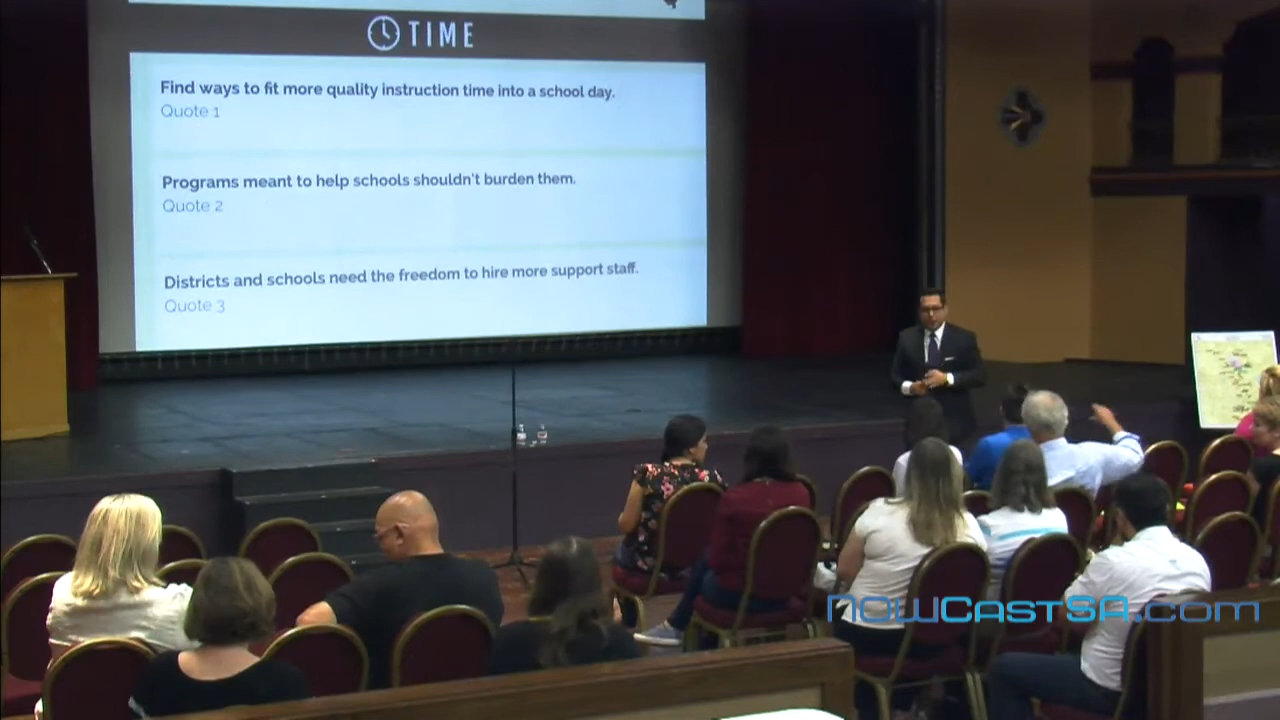 TIME
Find ways to fit more quality instruction time into a school day.
Quote 1
Programs meant to help schools shouldn't burden them.
Quote 2
Districts and schools need the freedom to hire more support staff.
Quote 3
NOWCastSA.com